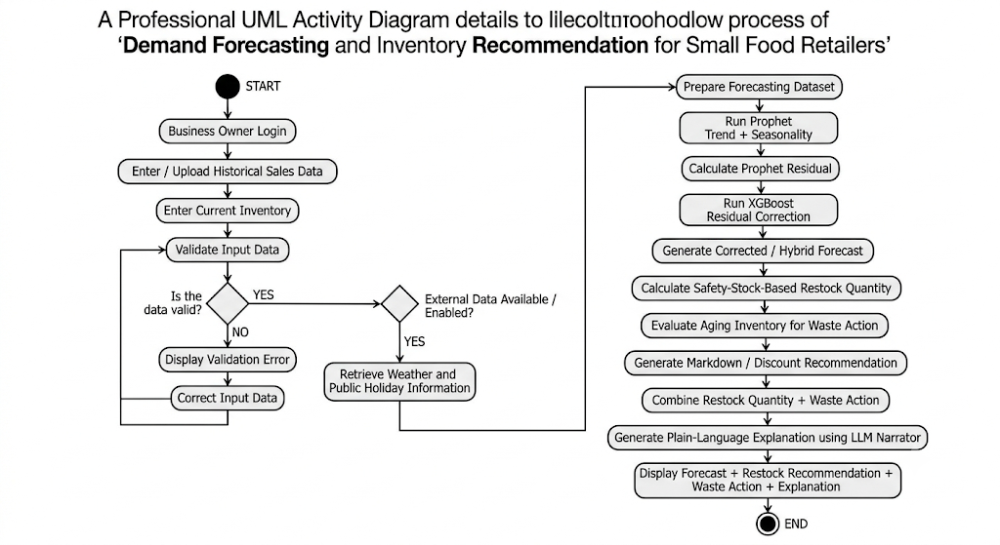 A Professional UML Activity Diagram details to process of
‘Demand Forecasting and Inventory Recommendation for Small Food Retailers’
START
Business Owner Login
Enter / Upload Historical Sales Data
Enter Current Inventory
Validate Input Data
Is the
data valid?
YES
NO
Display Validation Error
Correct Input Data
External Data Available /
Enabled?
YES
Retrieve Weather and
Public Holiday Information
Prepare Forecasting Dataset
Run Prophet
Trend + Seasonality
Calculate Prophet Residual
Run XGBoost
Residual Correction
Generate Corrected / Hybrid Forecast
Calculate Safety-Stock-Based Restock Quantity
Evaluate Aging Inventory for Waste Action
Generate Markdown / Discount Recommendation
Combine Restock Quantity + Waste Action
Generate Plain-Language Explanation using LLM Narrator
Display Forecast + Restock Recommendation +
Waste Action + Explanation
END